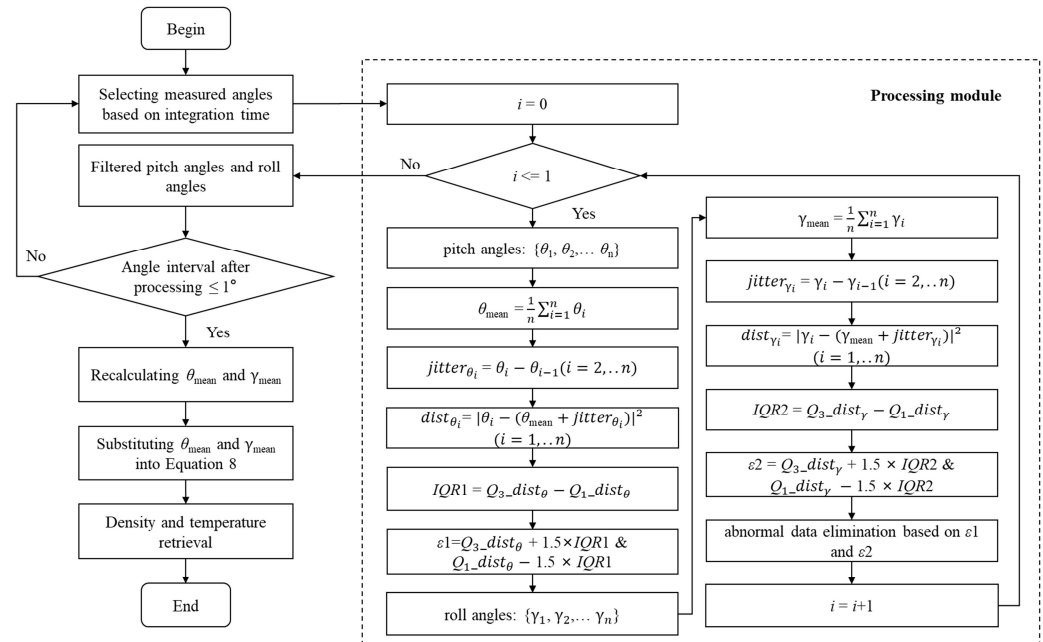 Begin
Selecting measured angles
based on integration time
Filtered pitch angles and roll
angles
No
Angle interval after
processing ≤ 1°
Yes
Recalculating θmean and γmean
Substituting θmean and γmean
into Equation 8
Density and temperature
retrieval
End
Processing module
i = 0
No
i <= 1
Yes
pitch angles: {θ1, θ2,… θn}
θmean = 1/n ∑ⁿᵢ₌₁ θi
jitterθi = θi − θi−1(i = 2,..n)
distθi= |θi − (θmean + jitterθi)|²
(i = 1,..n)
IQR1 = Q3_distθ − Q1_distθ
ε1=Q3_distθ + 1.5×IQR1 &
Q1_distθ − 1.5 × IQR1
roll angles: {γ1, γ2,… γn}
γmean = 1/n ∑ⁿᵢ₌₁ γi
jitterγi = γi − γi−1(i = 2,..n)
distγi= |γi − (γmean + jitterγi)|²
(i = 1,..n)
IQR2 = Q3_distγ − Q1_distγ
ε2 = Q3_distγ + 1.5 × IQR2 &
Q1_distγ − 1.5 × IQR2
abnormal data elimination based on ε1
and ε2
i = i+1